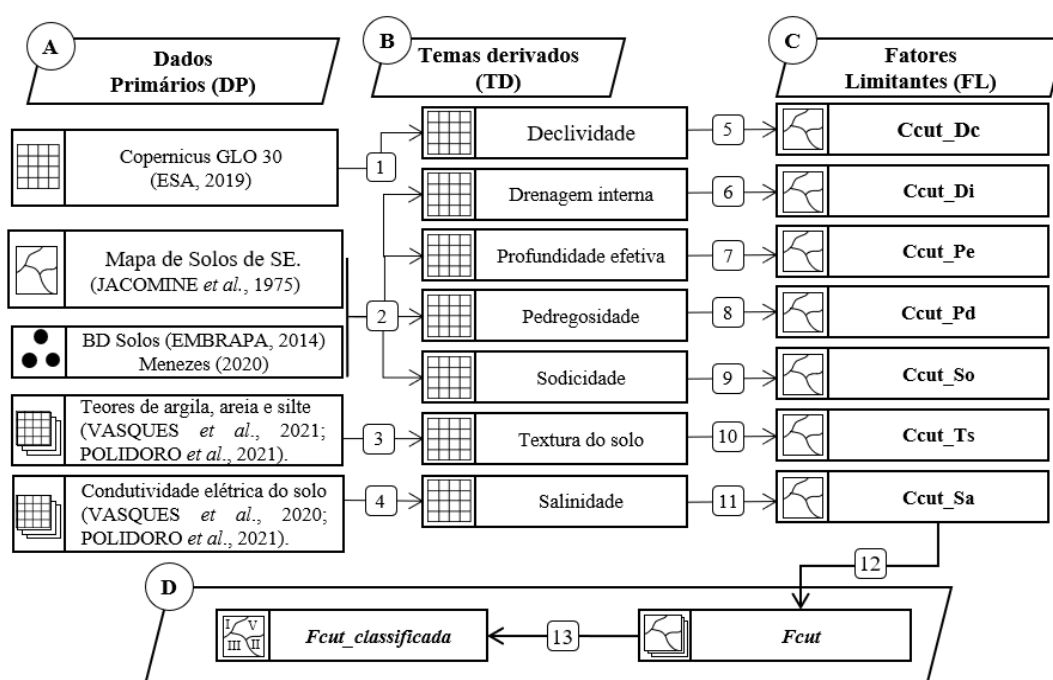 A
Dados
Primários (DP)
B
Temas derivados
(TD)
C
Fatores
Limitantes (FL)
Copernicus GLO 30
(ESA, 2019)
Mapa de Solos de SE.
(JACOMINE et al., 1975)
BD Solos (EMBRAPA, 2014)
Menezes (2020)
Teores de argila, areia e silte
(VASQUES et al., 2021;
POLIDORO et al., 2021).
Condutividade elétrica do solo
(VASQUES et al., 2020;
POLIDORO et al., 2021).
1
2
3
4
Declividade
Drenagem interna
Profundidade efetiva
Pedregosidade
Sodicidade
Textura do solo
Salinidade
5
6
7
8
9
10
11
Ccut_Dc
Ccut_Di
Ccut_Pe
Ccut_Pd
Ccut_So
Ccut_Ts
Ccut_Sa
12
D
I V
III II
Fcut_classificada
13
Fcut